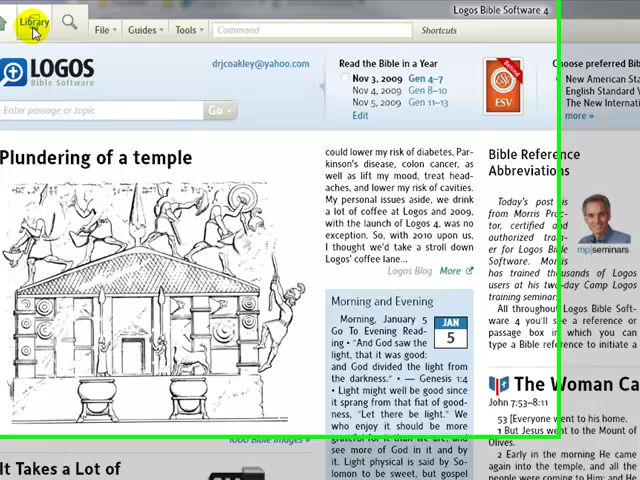 Logos Bible Software 4
Library
File
Guides
Tools
Command
Shortcuts
LOGOS
Bible Software
drjcoakley@yahoo.com
Enter passage or topic
Go
Read the Bible in a Year
Nov 3, 2009 Gen 4–7
Nov 4, 2009 Gen 8–10
Nov 5, 2009 Gen 11–13
Edit
Behind
ESV
Choose preferred Bib
New American Sta
English Standard V
The New Internati
more »
Plundering of a temple
1000 Bible Images »
It Takes a Lot of
could lower my risk of diabetes, Par-
kinson's disease, colon cancer, as
well as lift my mood, treat head-
aches, and lower my risk of cavities.
My personal issues aside, we drink
a lot of coffee at Logos and 2009,
with the launch of Logos 4, was no
exception. So, with 2010 upon us,
I thought we'd take a stroll down
Logos' coffee lane...
Logos Blog More
Morning and Evening
JAN
5
Morning, January 5
Go To Evening Read-
ing • "And God saw the
light, that it was good:
and God divided the light
from the darkness." • — Genesis 1:4
• Light might well be good since
it sprang from that fiat of good-
ness, "Let there be light." We
who enjoy it should be more
grateful for it than we are, and
see more of God in it and by
it. Light physical is said by So-
lomon to be sweet, but gospel
Bible Reference
Abbreviations
Today's post is
from Morris Proc-
tor, certified and
authorized train-
er for Logos Bible
Software. Morris
has trained thousands of Logos
users at his two-day Camp Logos
training seminars.
mp|seminars
All throughout Logos Bible Soft-
ware 4 you'll see a reference or
passage box in which you can
type a Bible reference to initiate a
The Woman Ca
John 7:53–8:11
53 [Everyone went to his home.
1 But Jesus went to the Mount of
Olives.
2 Early in the morning He came
again into the temple, and all the
people were coming to Him; and He